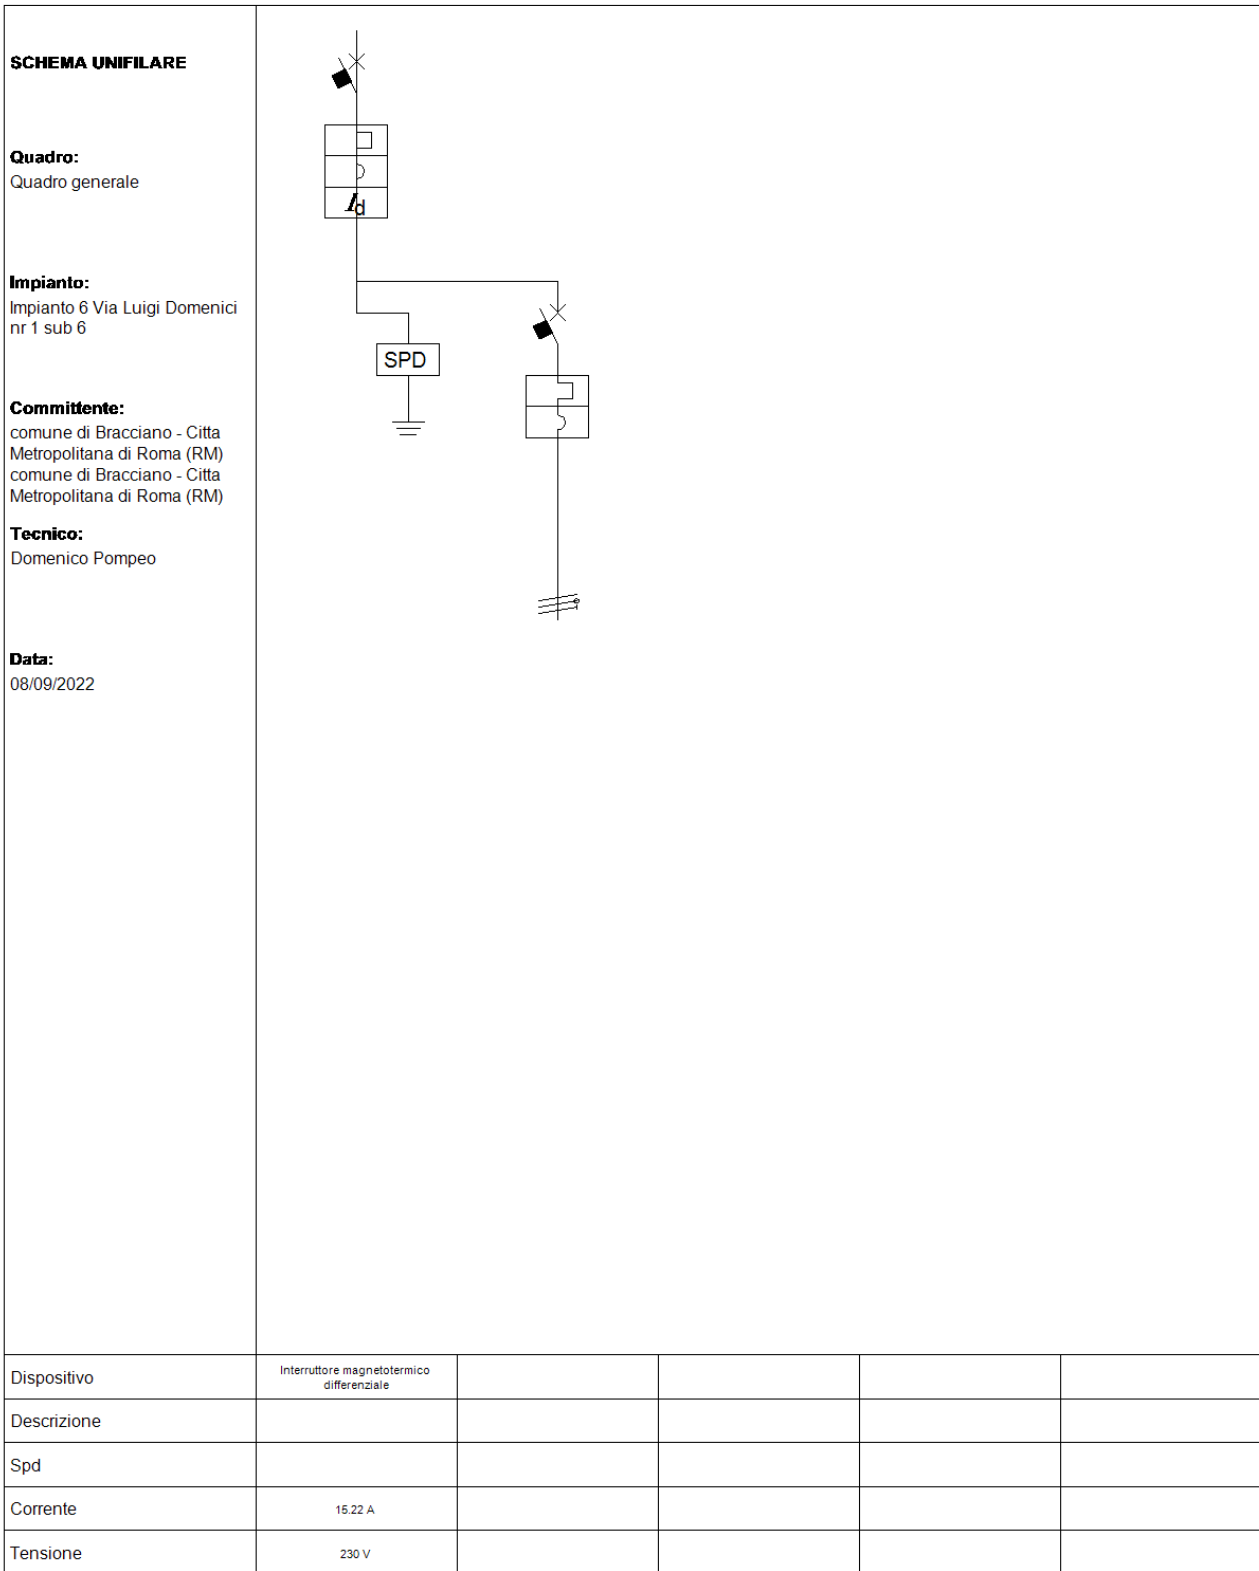 SCHEMA UNIFILARE
Quadro:
Quadro generale
Id
Impianto:
Impianto 6 Via Luigi Domenici
nr 1 sub 6
SPD
Committente:
comune di Bracciano - Citta
Metropolitana di Roma (RM)
comune di Bracciano - Citta
Metropolitana di Roma (RM)
Tecnico:
Domenico Pompeo
Data:
08/09/2022
Dispositivo
Interruttore magnetotermico
differenziale
Descrizione
Spd
Corrente
15.22 A
Tensione
230 V